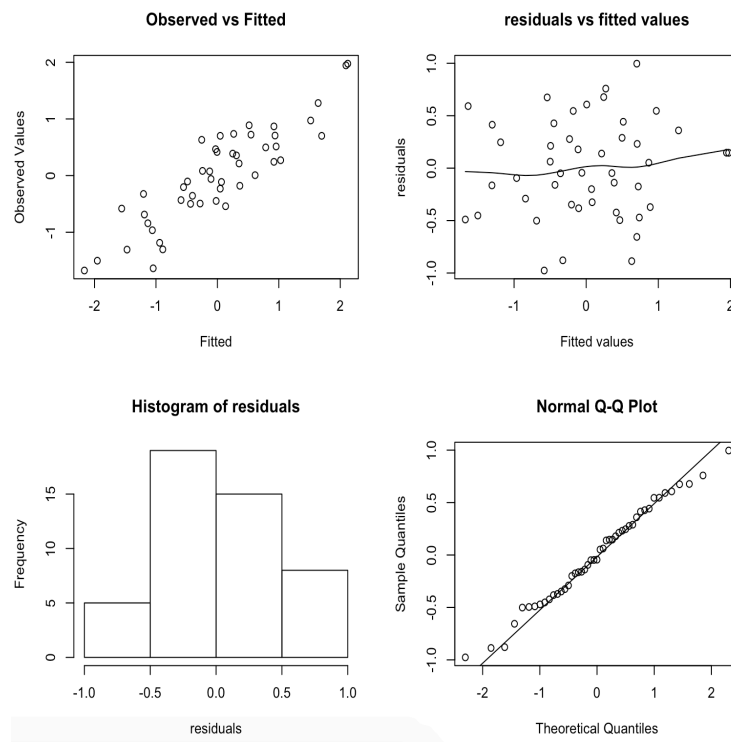 Observed vs Fitted
Observed Values
2
1
0
-1
-2 -1 0 1 2
Fitted
residuals vs fitted values
residuals
1.0
0.5
0.0
-0.5
-1.0
-1 0 1 2
Fitted values
Histogram of residuals
Frequency
15
10
5
0
-1.0 -0.5 0.0 0.5 1.0
residuals
Normal Q-Q Plot
Sample Quantiles
1.0
0.5
0.0
-0.5
-1.0
-2 -1 0 1 2
Theoretical Quantiles